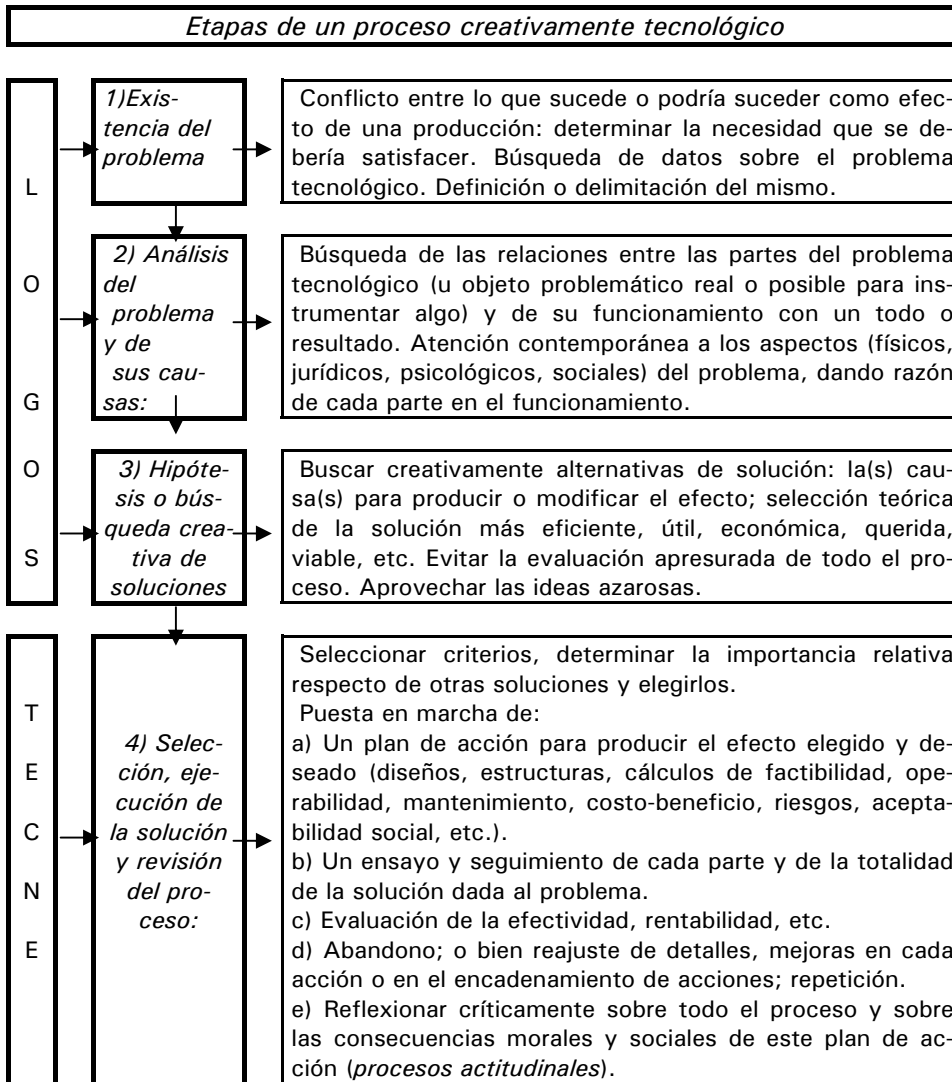 Etapas de un proceso creativamente tecnológico
L
O
G
O
S
1)Exis-
tencia del
problema
Conflicto entre lo que sucede o podría suceder como efec-
to de una producción: determinar la necesidad que se de-
bería satisfacer. Búsqueda de datos sobre el problema
tecnológico. Definición o delimitación del mismo.
2) Análisis
del
problema
y de
sus cau-
sas:
Búsqueda de las relaciones entre las partes del problema
tecnológico (u objeto problemático real o posible para ins-
trumentar algo) y de su funcionamiento con un todo o
resultado. Atención contemporánea a los aspectos (físicos,
jurídicos, psicológicos, sociales) del problema, dando razón
de cada parte en el funcionamiento.
3) Hipóte-
sis o bús-
queda crea-
tiva de
soluciones
Buscar creativamente alternativas de solución: la(s) cau-
sa(s) para producir o modificar el efecto; selección teórica
de la solución más eficiente, útil, económica, querida,
viable, etc. Evitar la evaluación apresurada de todo el pro-
ceso. Aprovechar las ideas azarosas.
T
E
C
N
E
4) Selec-
ción, eje-
cución de
la solución
y revisión
del pro-
ceso:
Seleccionar criterios, determinar la importancia relativa
respecto de otras soluciones y elegirlos.
Puesta en marcha de:
a) Un plan de acción para producir el efecto elegido y de-
seado (diseños, estructuras, cálculos de factibilidad, ope-
rabilidad, mantenimiento, costo-beneficio, riesgos, acepta-
bilidad social, etc.).
b) Un ensayo y seguimiento de cada parte y de la totalidad
de la solución dada al problema.
c) Evaluación de la efectividad, rentabilidad, etc.
d) Abandono; o bien reajuste de detalles, mejoras en cada
acción o en el encadenamiento de acciones; repetición.
e) Reflexionar críticamente sobre todo el proceso y sobre
las consecuencias morales y sociales de este plan de ac-
ción (procesos actitudinales).